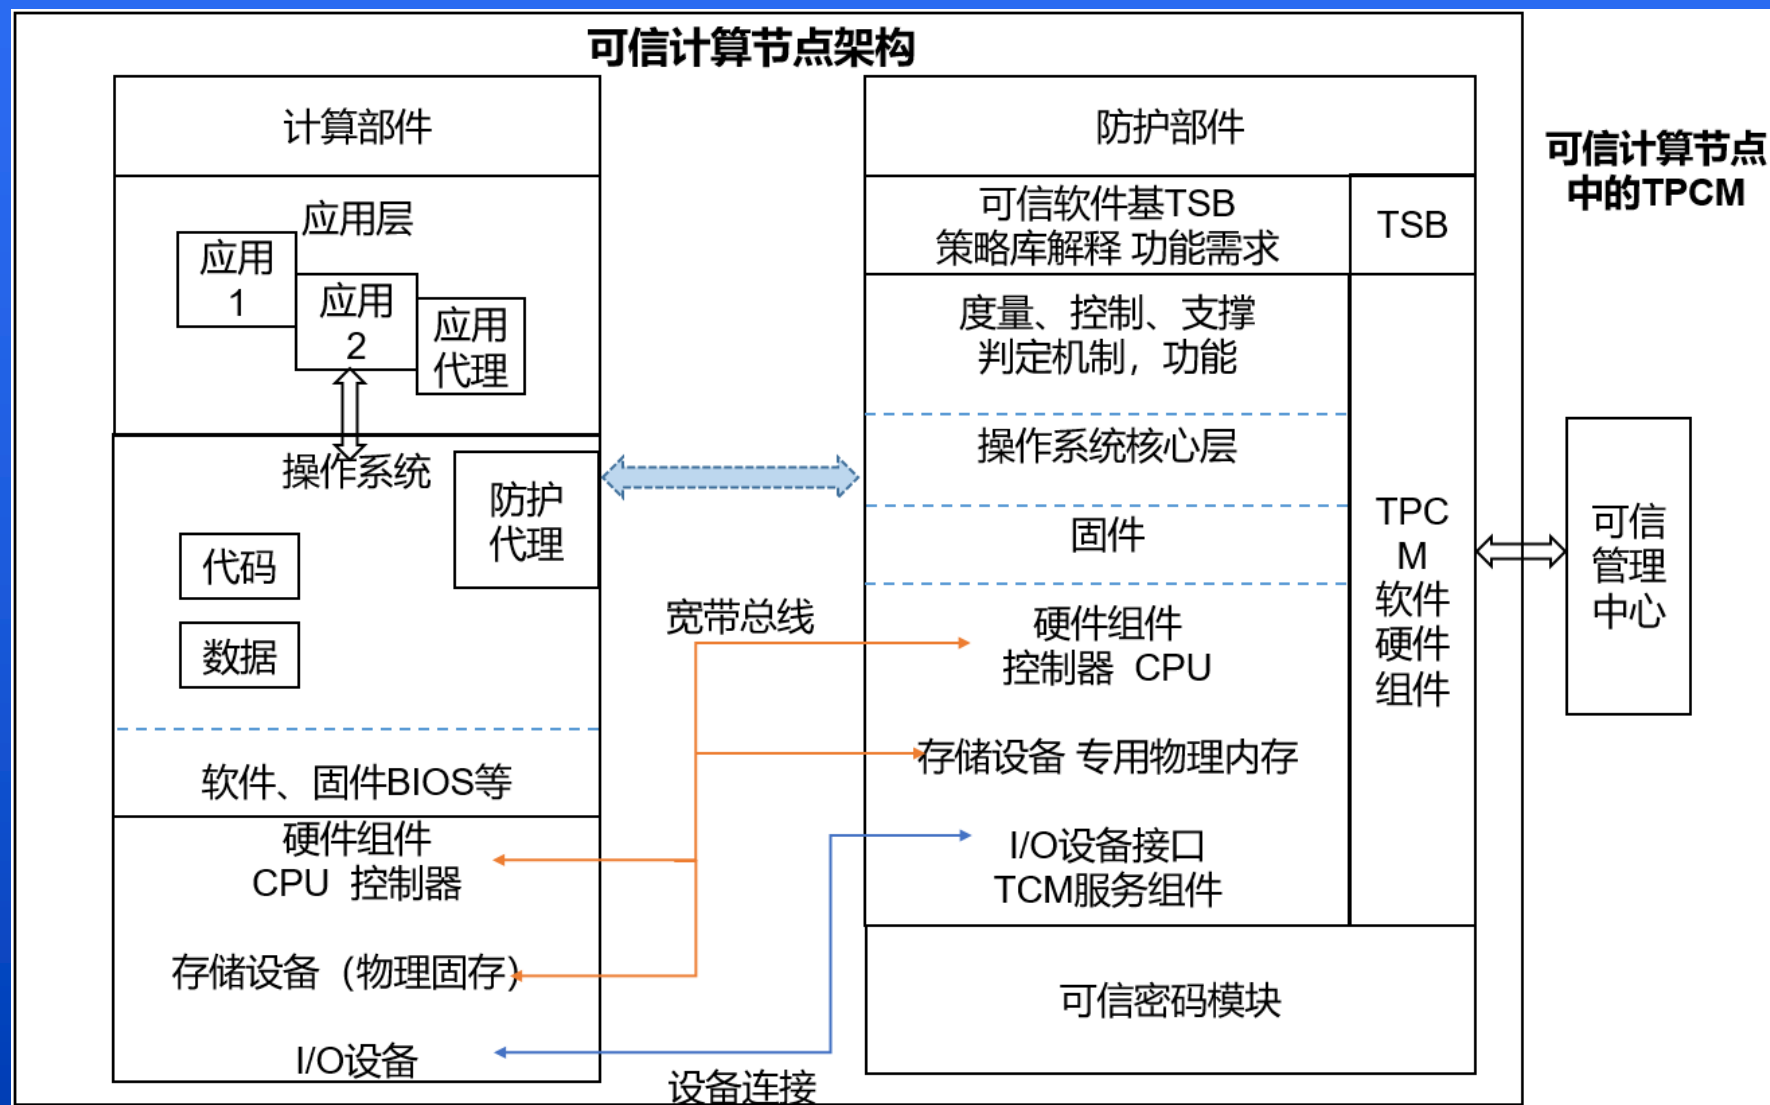 可信计算节点架构
计算部件
应用层
应用
1
应用
2
应用
代理
操作系统
防护
代理
代码
数据
软件、固件BIOS等
硬件组件
CPU 控制器
存储设备（物理固存）
I/O设备
宽带总线
设备连接
防护部件
可信软件基TSB
策略库解释 功能需求
TSB
度量、控制、支撑
判定机制，功能
操作系统核心层
固件
硬件组件
控制器 CPU
存储设备 专用物理内存
I/O设备接口
TCM服务组件
TPC
M
软件
硬件
组件
可信密码模块
可信计算节点
中的TPCM
可信
管理
中心